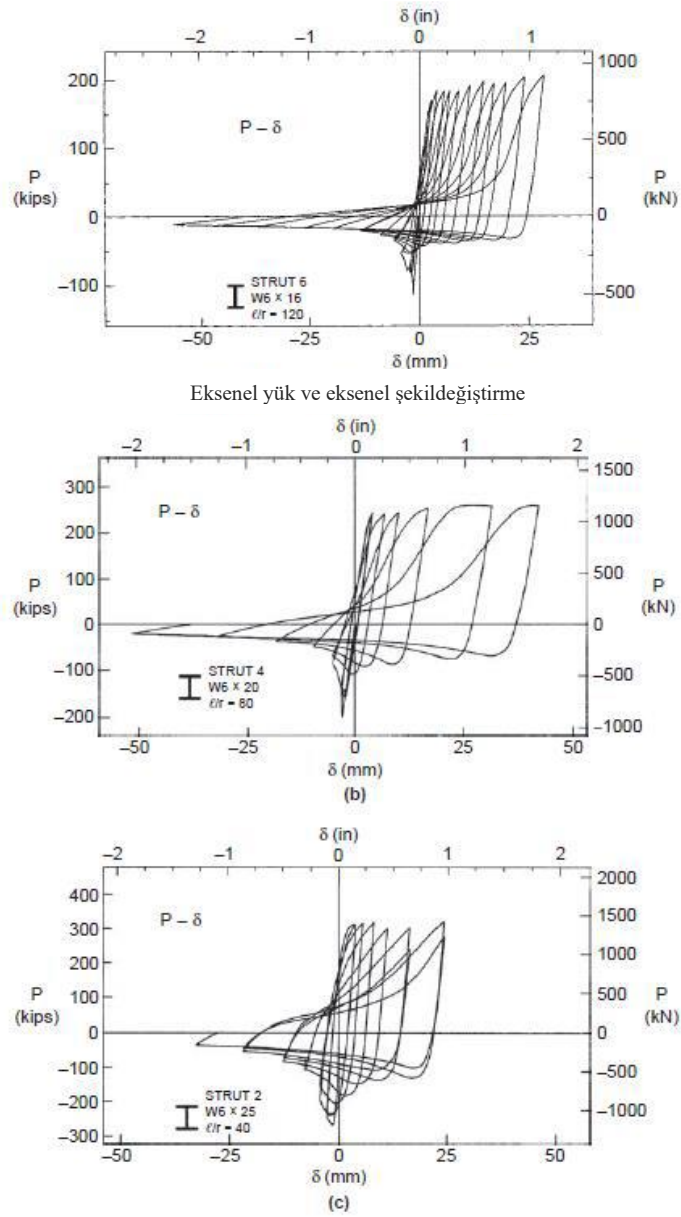 δ (in)
−2 −1 0 1
200 1000
P − δ
500
100
P (kips)
P (kN)
0 0
−100 −500
STRUT 6
W6 × 16
ℓ/r = 120
−50 −25 0 25
δ (mm)
Eksenel yük ve eksenel şekildeğiştirme
δ (in)
−2 −1 0 1 2
300 1500
P − δ
200 1000
100 500
P (kips)
P (kN)
0 0
−100 −500
STRUT 4
W6 × 20
ℓ/r = 80
−200 −1000
−50 −25 0 25 50
δ (mm)
(b)
δ (in)
−2 −1 0 1 2
2000
400
P − δ
300 1500
200 1000
100 500
P (kips)
P (kN)
0 0
−100 −500
STRUT 2
W6 × 25
ℓ/r = 40
−200 −1000
−300
−50 −25 0 25 50
δ (mm)
(c)